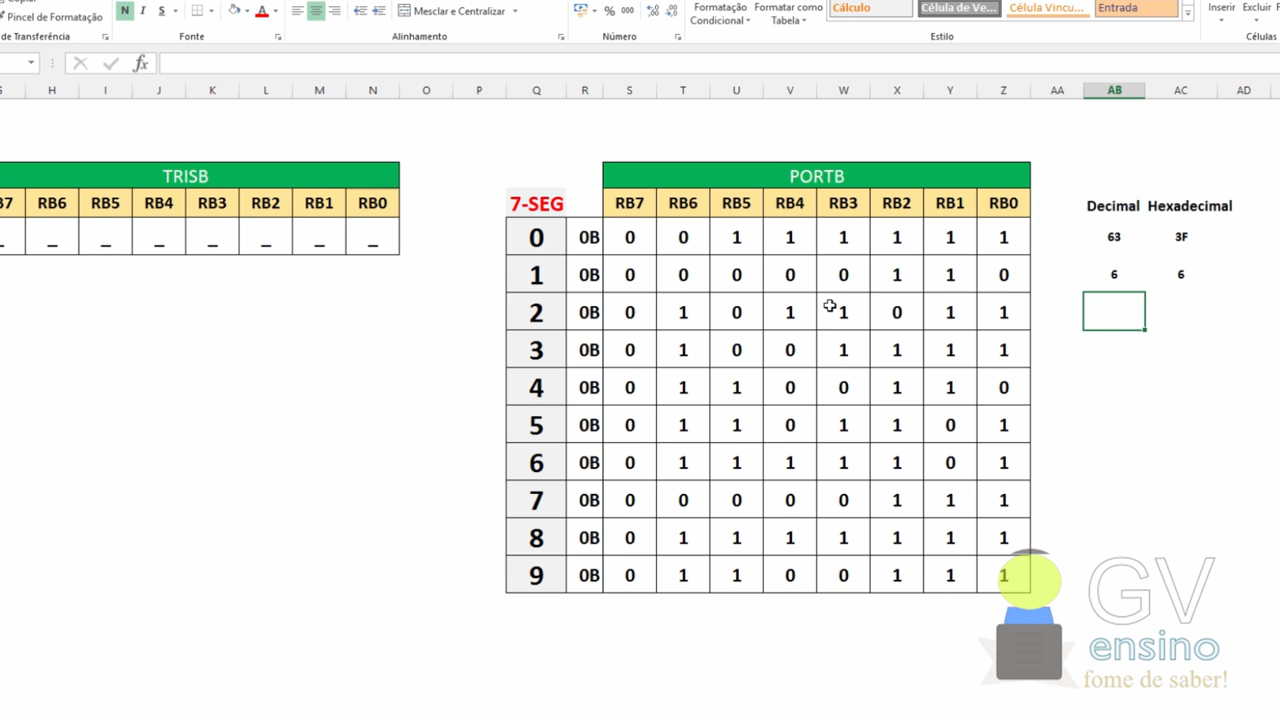 Pincel de Formatação
N I S
Mesclar e Centralizar
% 000
Formatação Condicional
Formatar como Tabela
Cálculo
Célula de Ve...
Célula Vincu...
Entrada
Inserir
Excluir
de Transferência
Fonte
Alinhamento
Número
Estilo
Células
fx
H I J K L M N O P Q R S T U V W X Y Z AA AB AC AD
TRISB
RB6 RB5 RB4 RB3 RB2 RB1 RB0
_ _ _ _ _ _ _ _
PORTB
7-SEG RB7 RB6 RB5 RB4 RB3 RB2 RB1 RB0 Decimal Hexadecimal
0 0B 0 0 1 1 1 1 1 1 63 3F
1 0B 0 0 0 0 0 1 1 0 6 6
2 0B 0 1 0 1 1 0 1 1
3 0B 0 1 0 0 1 1 1 1
4 0B 0 1 1 0 0 1 1 0
5 0B 0 1 1 0 1 1 0 1
6 0B 0 1 1 1 1 1 0 1
7 0B 0 0 0 0 0 1 1 1
8 0B 0 1 1 1 1 1 1 1
9 0B 0 1 1 0 0 1 1 1
GV
ensino
fome de saber!